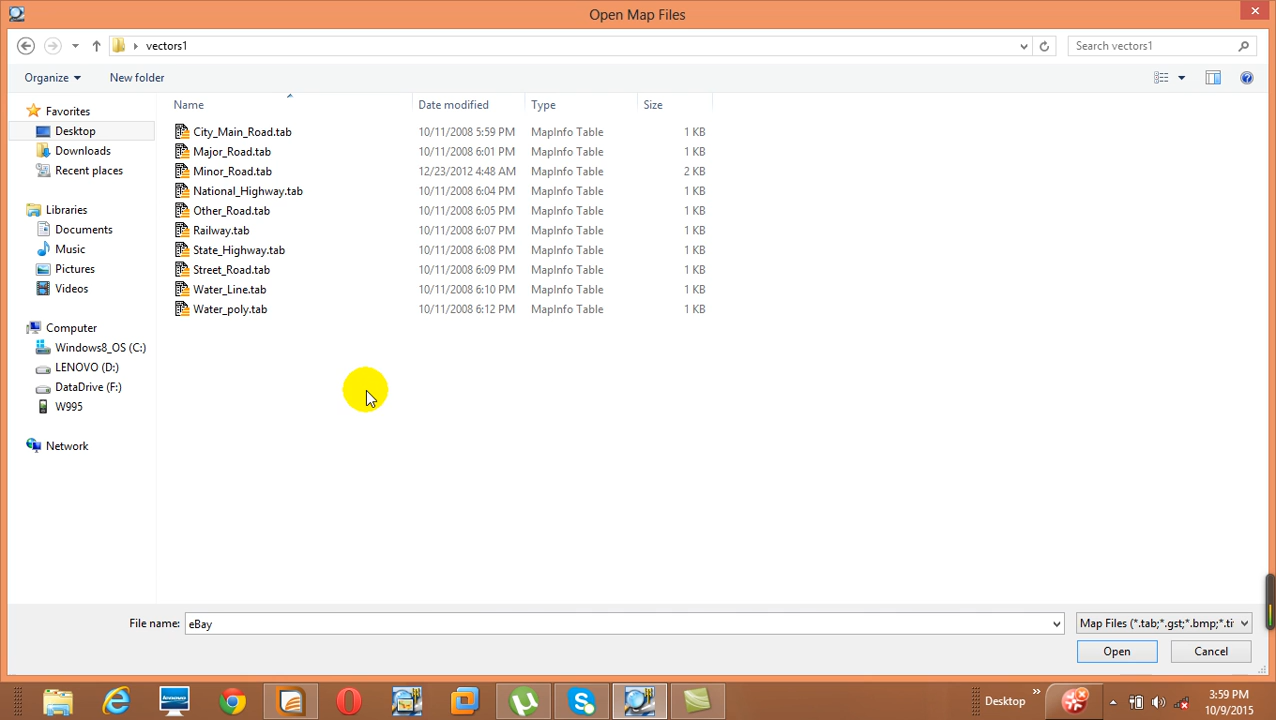 Open Map Files
vectors1
Search vectors1
Organize
New folder
Name Date modified Type Size
Favorites
Desktop
Downloads
Recent places
Libraries
Documents
Music
Pictures
Videos
Computer
Windows8_OS (C:)
LENOVO (D:)
DataDrive (F:)
W995
Network
City_Main_Road.tab 10/11/2008 5:59 PM MapInfo Table 1 KB
Major_Road.tab 10/11/2008 6:01 PM MapInfo Table 1 KB
Minor_Road.tab 12/23/2012 4:48 AM MapInfo Table 2 KB
National_Highway.tab 10/11/2008 6:04 PM MapInfo Table 1 KB
Other_Road.tab 10/11/2008 6:05 PM MapInfo Table 1 KB
Railway.tab 10/11/2008 6:07 PM MapInfo Table 1 KB
State_Highway.tab 10/11/2008 6:08 PM MapInfo Table 1 KB
Street_Road.tab 10/11/2008 6:09 PM MapInfo Table 1 KB
Water_Line.tab 10/11/2008 6:10 PM MapInfo Table 1 KB
Water_poly.tab 10/11/2008 6:12 PM MapInfo Table 1 KB
File name: eBay
Map Files (*.tab;*.gst;*.bmp;*.ti
Open
Cancel
lenovo
Desktop
3:59 PM
10/9/2015